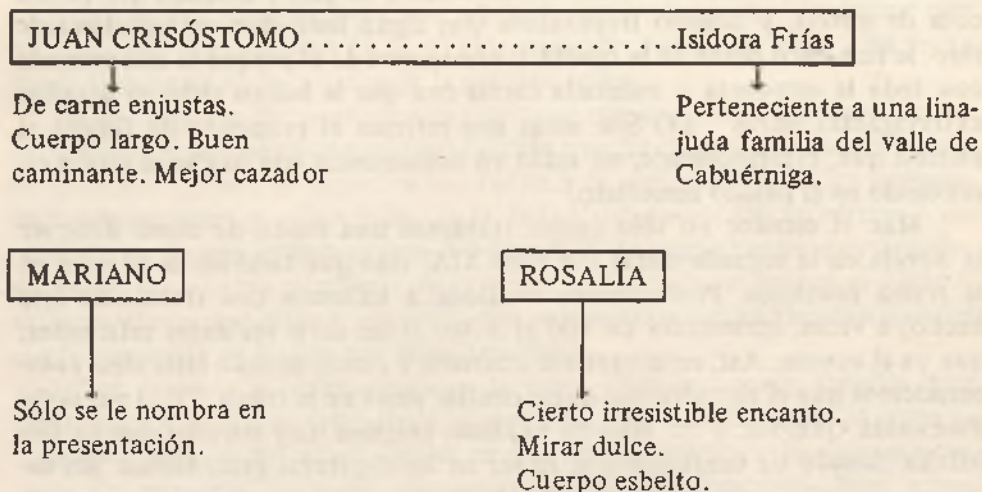 JUAN CRISÓSTOMO. . . . . . . . . . . . . . . . . . . . . . .Isidora Frías
De carne enjustas.
Cuerpo largo. Buen
caminante. Mejor cazador
Perteneciente a una lina-
juda familia del valle de
Cabuérniga.
MARIANO
ROSALÍA
Sólo se le nombra en
la presentación.
Cierto irresistible encanto.
Mirar dulce.
Cuerpo esbelto.